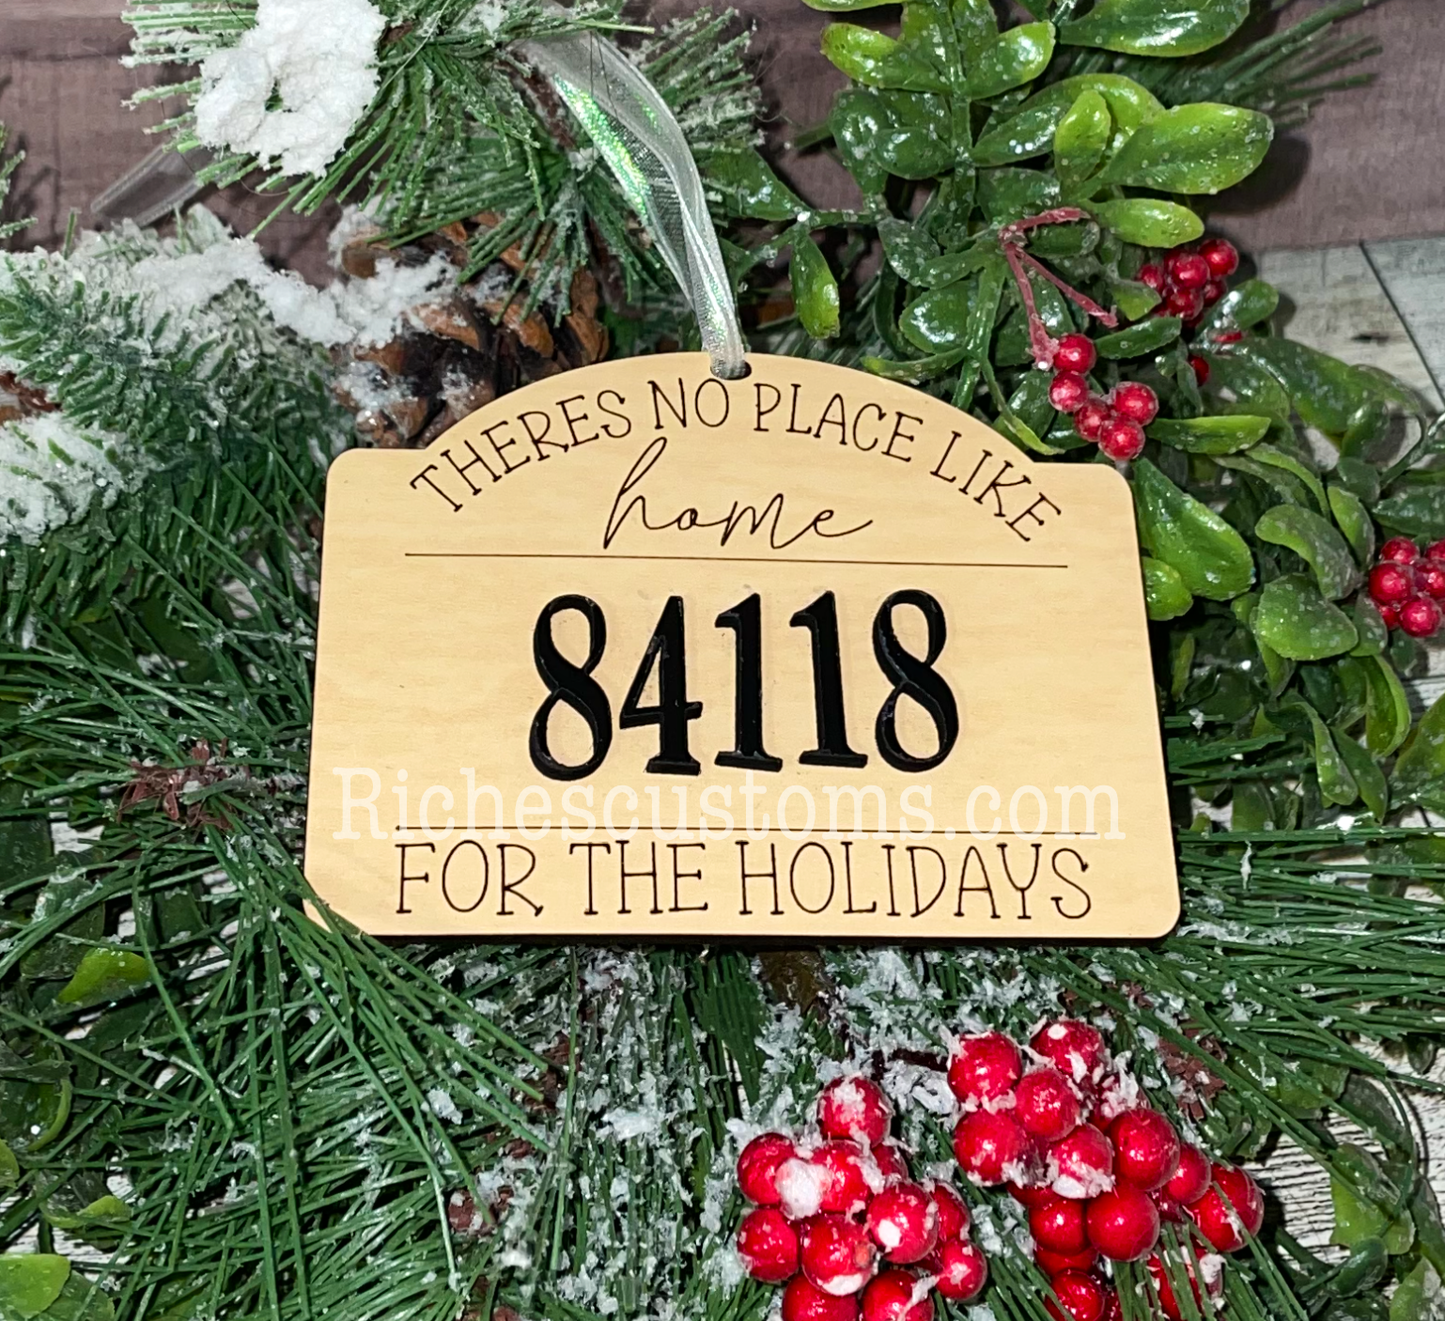 THERES NO PLACE LIKE
home
84118
Richescustoms.com
FOR THE HOLIDAYS